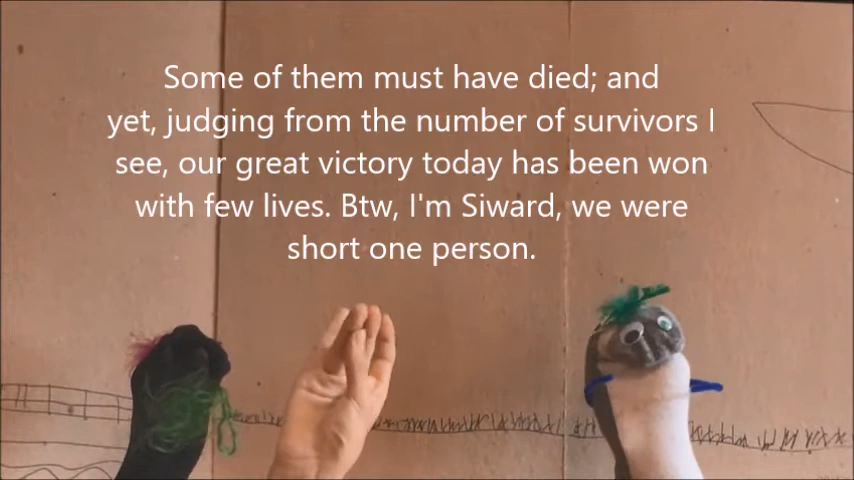 Some of them must have died; and
yet, judging from the number of survivors I
see, our great victory today has been won
with few lives. Btw, I'm Siward, we were
short one person.